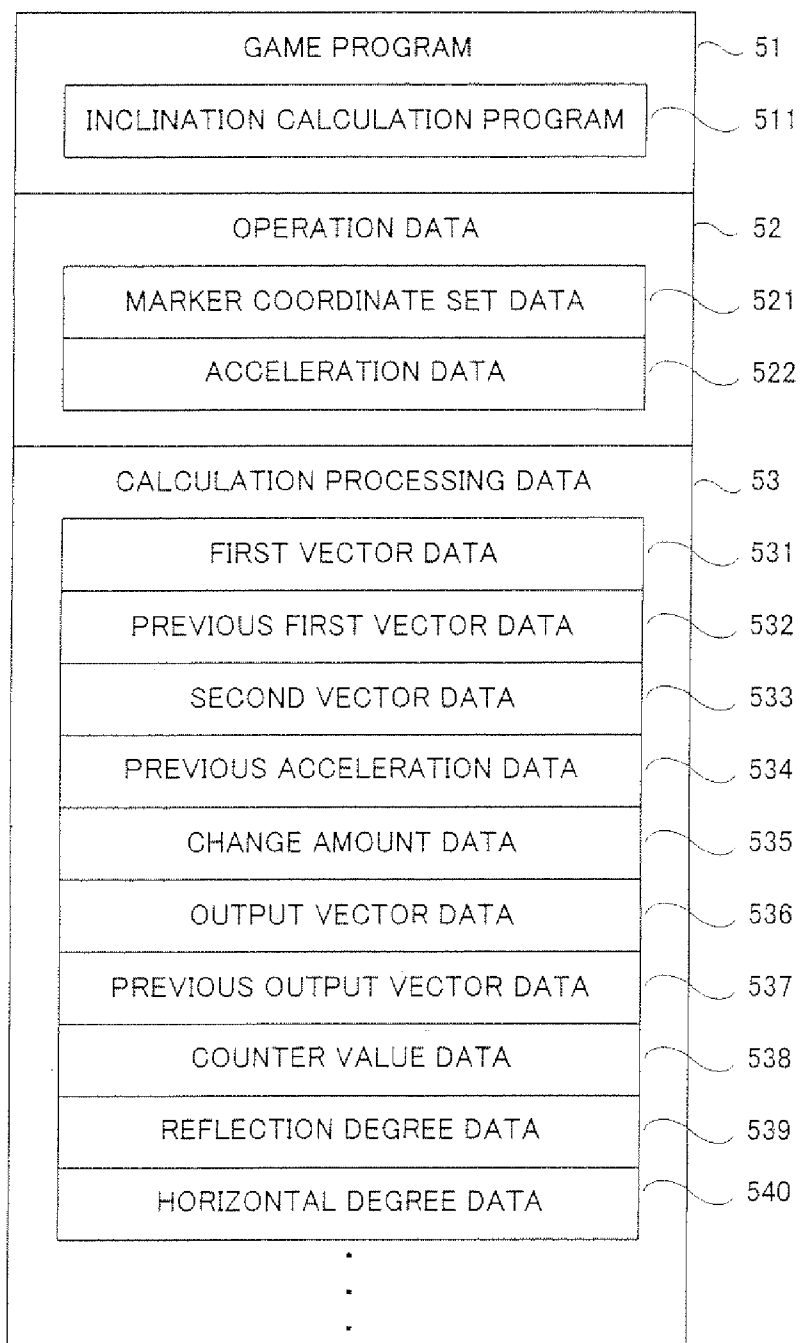 GAME PROGRAM 51
INCLINATION CALCULATION PROGRAM 511
OPERATION DATA 52
MARKER COORDINATE SET DATA 521
ACCELERATION DATA 522
CALCULATION PROCESSING DATA 53
FIRST VECTOR DATA 531
PREVIOUS FIRST VECTOR DATA 532
SECOND VECTOR DATA 533
PREVIOUS ACCELERATION DATA 534
CHANGE AMOUNT DATA 535
OUTPUT VECTOR DATA 536
PREVIOUS OUTPUT VECTOR DATA 537
COUNTER VALUE DATA 538
REFLECTION DEGREE DATA 539
HORIZONTAL DEGREE DATA 540